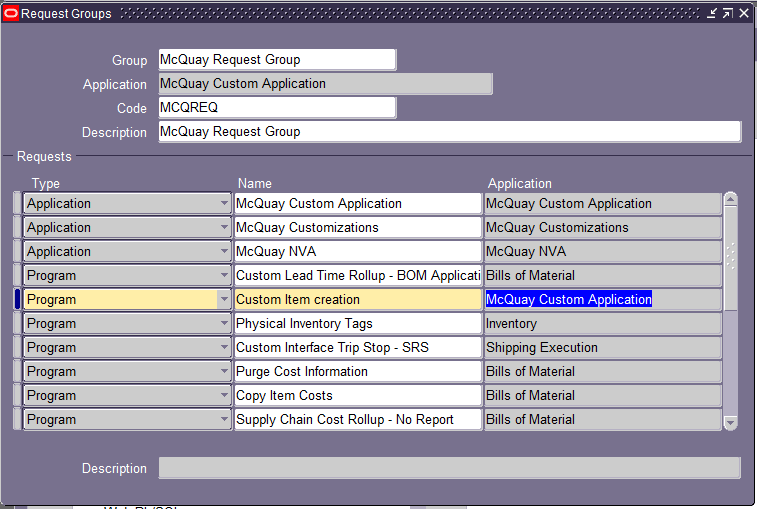 Request Groups
Group McQuay Request Group
Application McQuay Custom Application
Code MCQREQ
Description McQuay Request Group
Requests
Type Name Application
Application McQuay Custom Application McQuay Custom Application
Application McQuay Customizations McQuay Customizations
Application McQuay NVA McQuay NVA
Program Custom Lead Time Rollup - BOM Applicati Bills of Material
Program Custom Item creation McQuay Custom Application
Program Physical Inventory Tags Inventory
Program Custom Interface Trip Stop - SRS Shipping Execution
Program Purge Cost Information Bills of Material
Program Copy Item Costs Bills of Material
Program Supply Chain Cost Rollup - No Report Bills of Material
Description